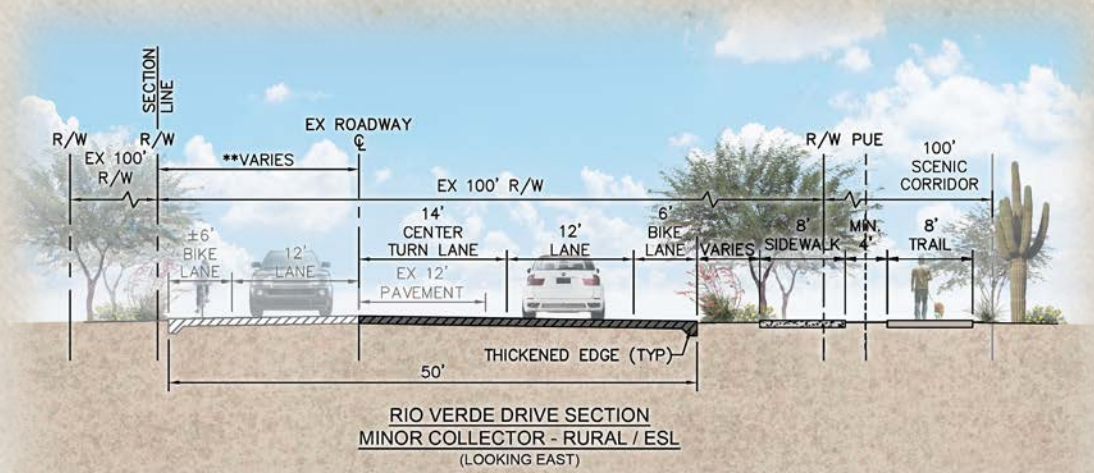 SECTION
LINE
R/W
R/W
EX 100'
R/W
**VARIES
EX ROADWAY
℄
EX 100' R/W
R/W PUE
100'
SCENIC
CORRIDOR
±6'
BIKE
LANE
12'
LANE
14'
CENTER
TURN LANE
EX 12'
PAVEMENT
12'
LANE
6'
BIKE
LANE
VARIES
8'
SIDEWALK
MIN.
4'
8'
TRAIL
THICKENED EDGE (TYP)
50'
RIO VERDE DRIVE SECTION
MINOR COLLECTOR - RURAL / ESL
(LOOKING EAST)